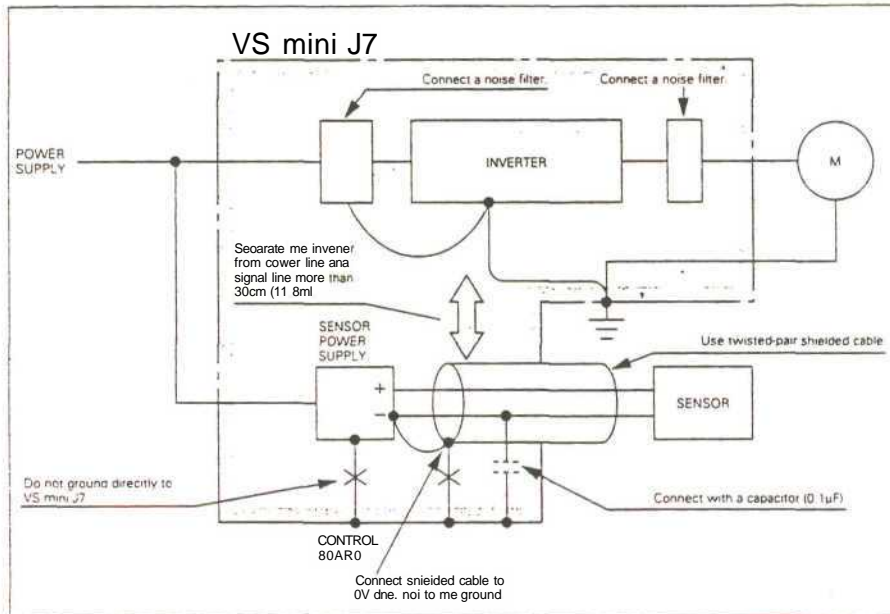 VS mini J7
Connect a noise filter.
Connect a noise filter.
POWER
SUPPLY
INVERTER
M
Seoarate me invener
from cower line ana
signal line more than
30cm (11 8ml
SENSOR
POWER
SUPPLY
Use twisted-pair shielded cable
+
−
SENSOR
Do not ground direcitly to
VS mini J7
Connect with a capacitor (0.1µF)
CONTROL
80AR0
Connect snieided cable to
0V dne. noi to me ground